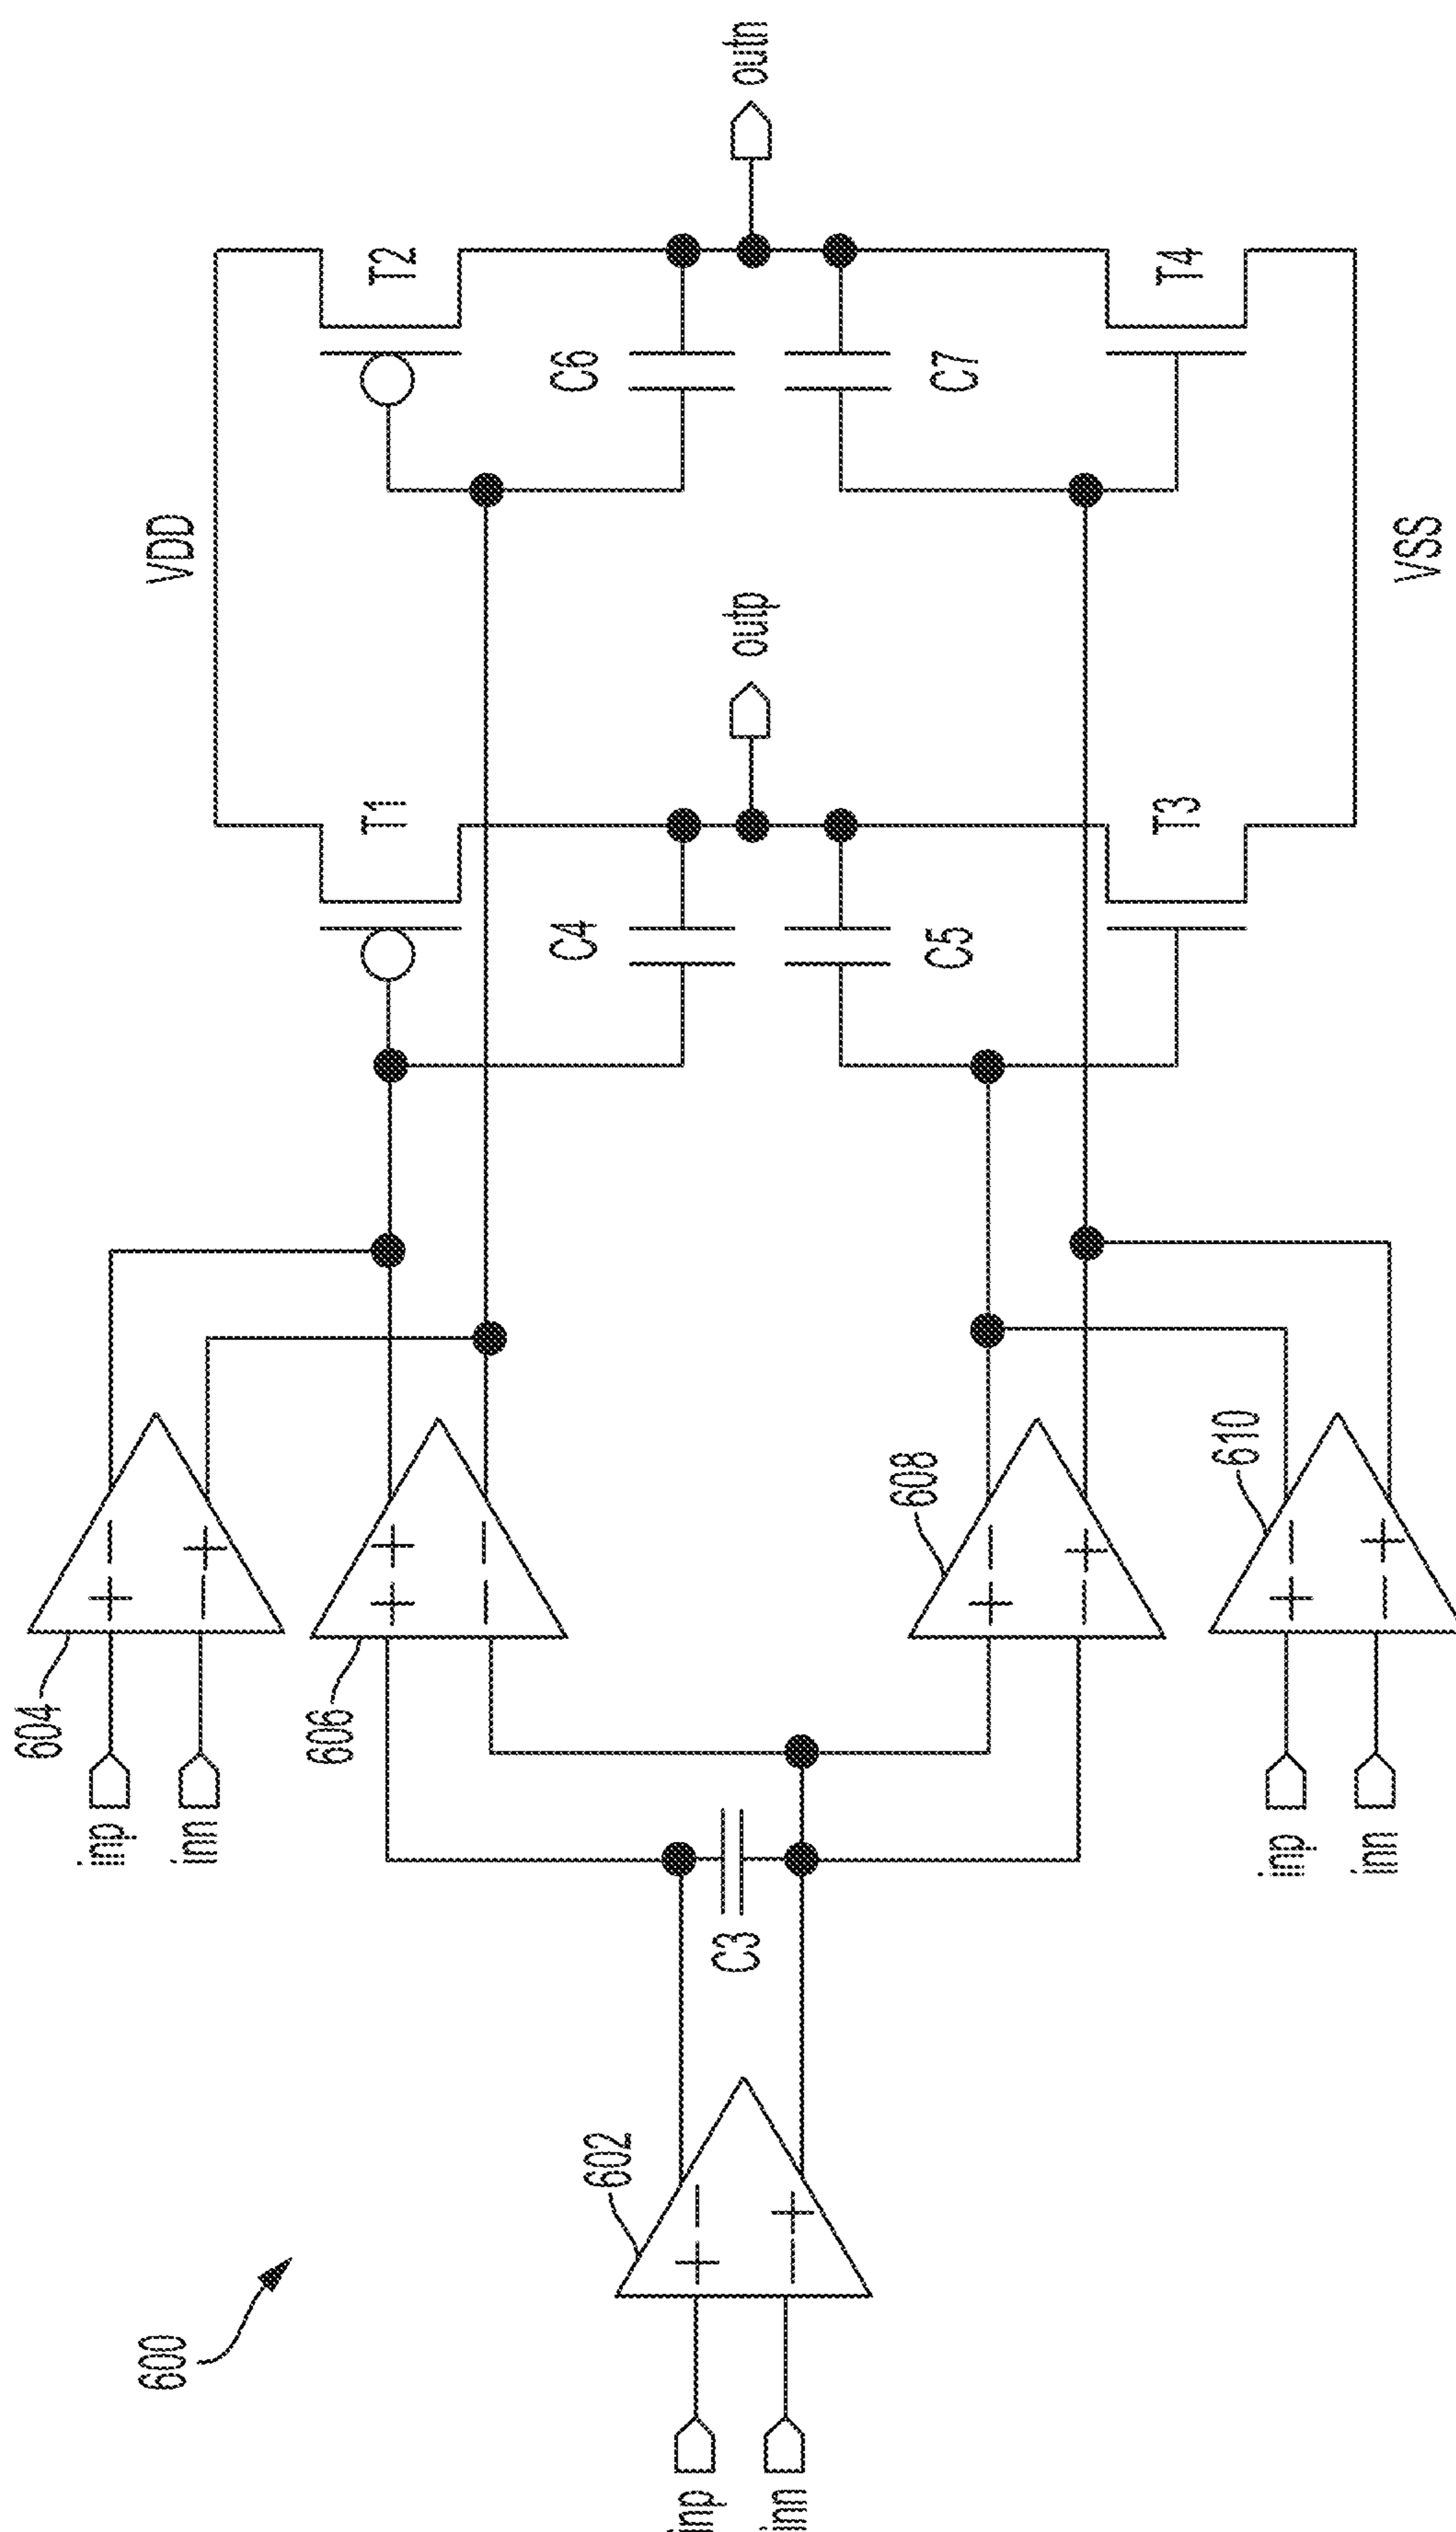 600
inp
inn
602
C3
604
inp
inn
606
608
610
inp
inn
VDD
T1
T2
C4
C6
outp
outn
C5
C7
T3
T4
VSS